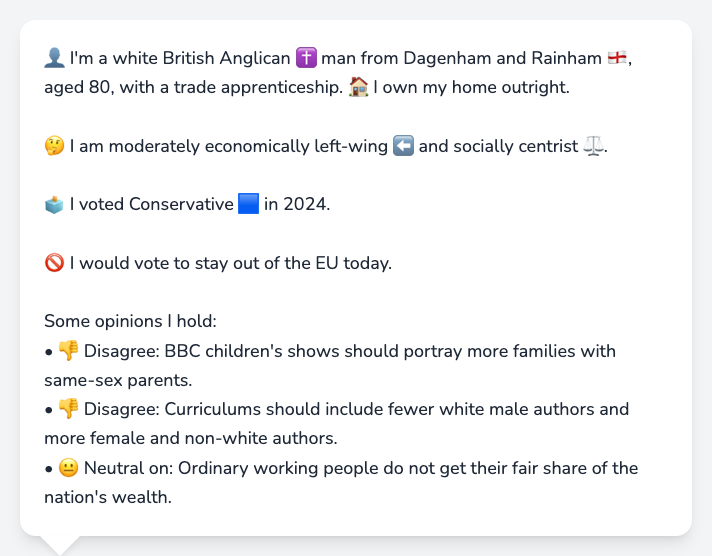 👤 I'm a white British Anglican ✝️ man from Dagenham and Rainham 🏴󠁧󠁢󠁥󠁮󠁧󠁿,
aged 80, with a trade apprenticeship. 🏠 I own my home outright.
🤔 I am moderately economically left-wing ⬅️ and socially centrist ⚖️.
🗳️ I voted Conservative 🟦 in 2024.
🚫 I would vote to stay out of the EU today.
Some opinions I hold:
• 👎 Disagree: BBC children's shows should portray more families with
same-sex parents.
• 👎 Disagree: Curriculums should include fewer white male authors and
more female and non-white authors.
• 😐 Neutral on: Ordinary working people do not get their fair share of the
nation's wealth.